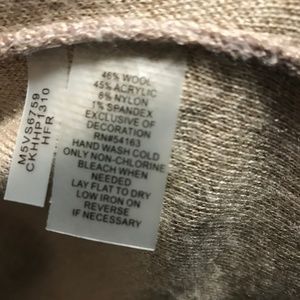 M5VS6759
CKHHP1310
HFR
46% WOOL
45% ACRYLIC
8% NYLON
1% SPANDEX
EXCLUSIVE OF
DECORATION
RN#54163
HAND WASH COLD
ONLY NON-CHLORINE
BLEACH WHEN
NEEDED
LAY FLAT TO DRY
LOW IRON ON
REVERSE
IF NECESSARY